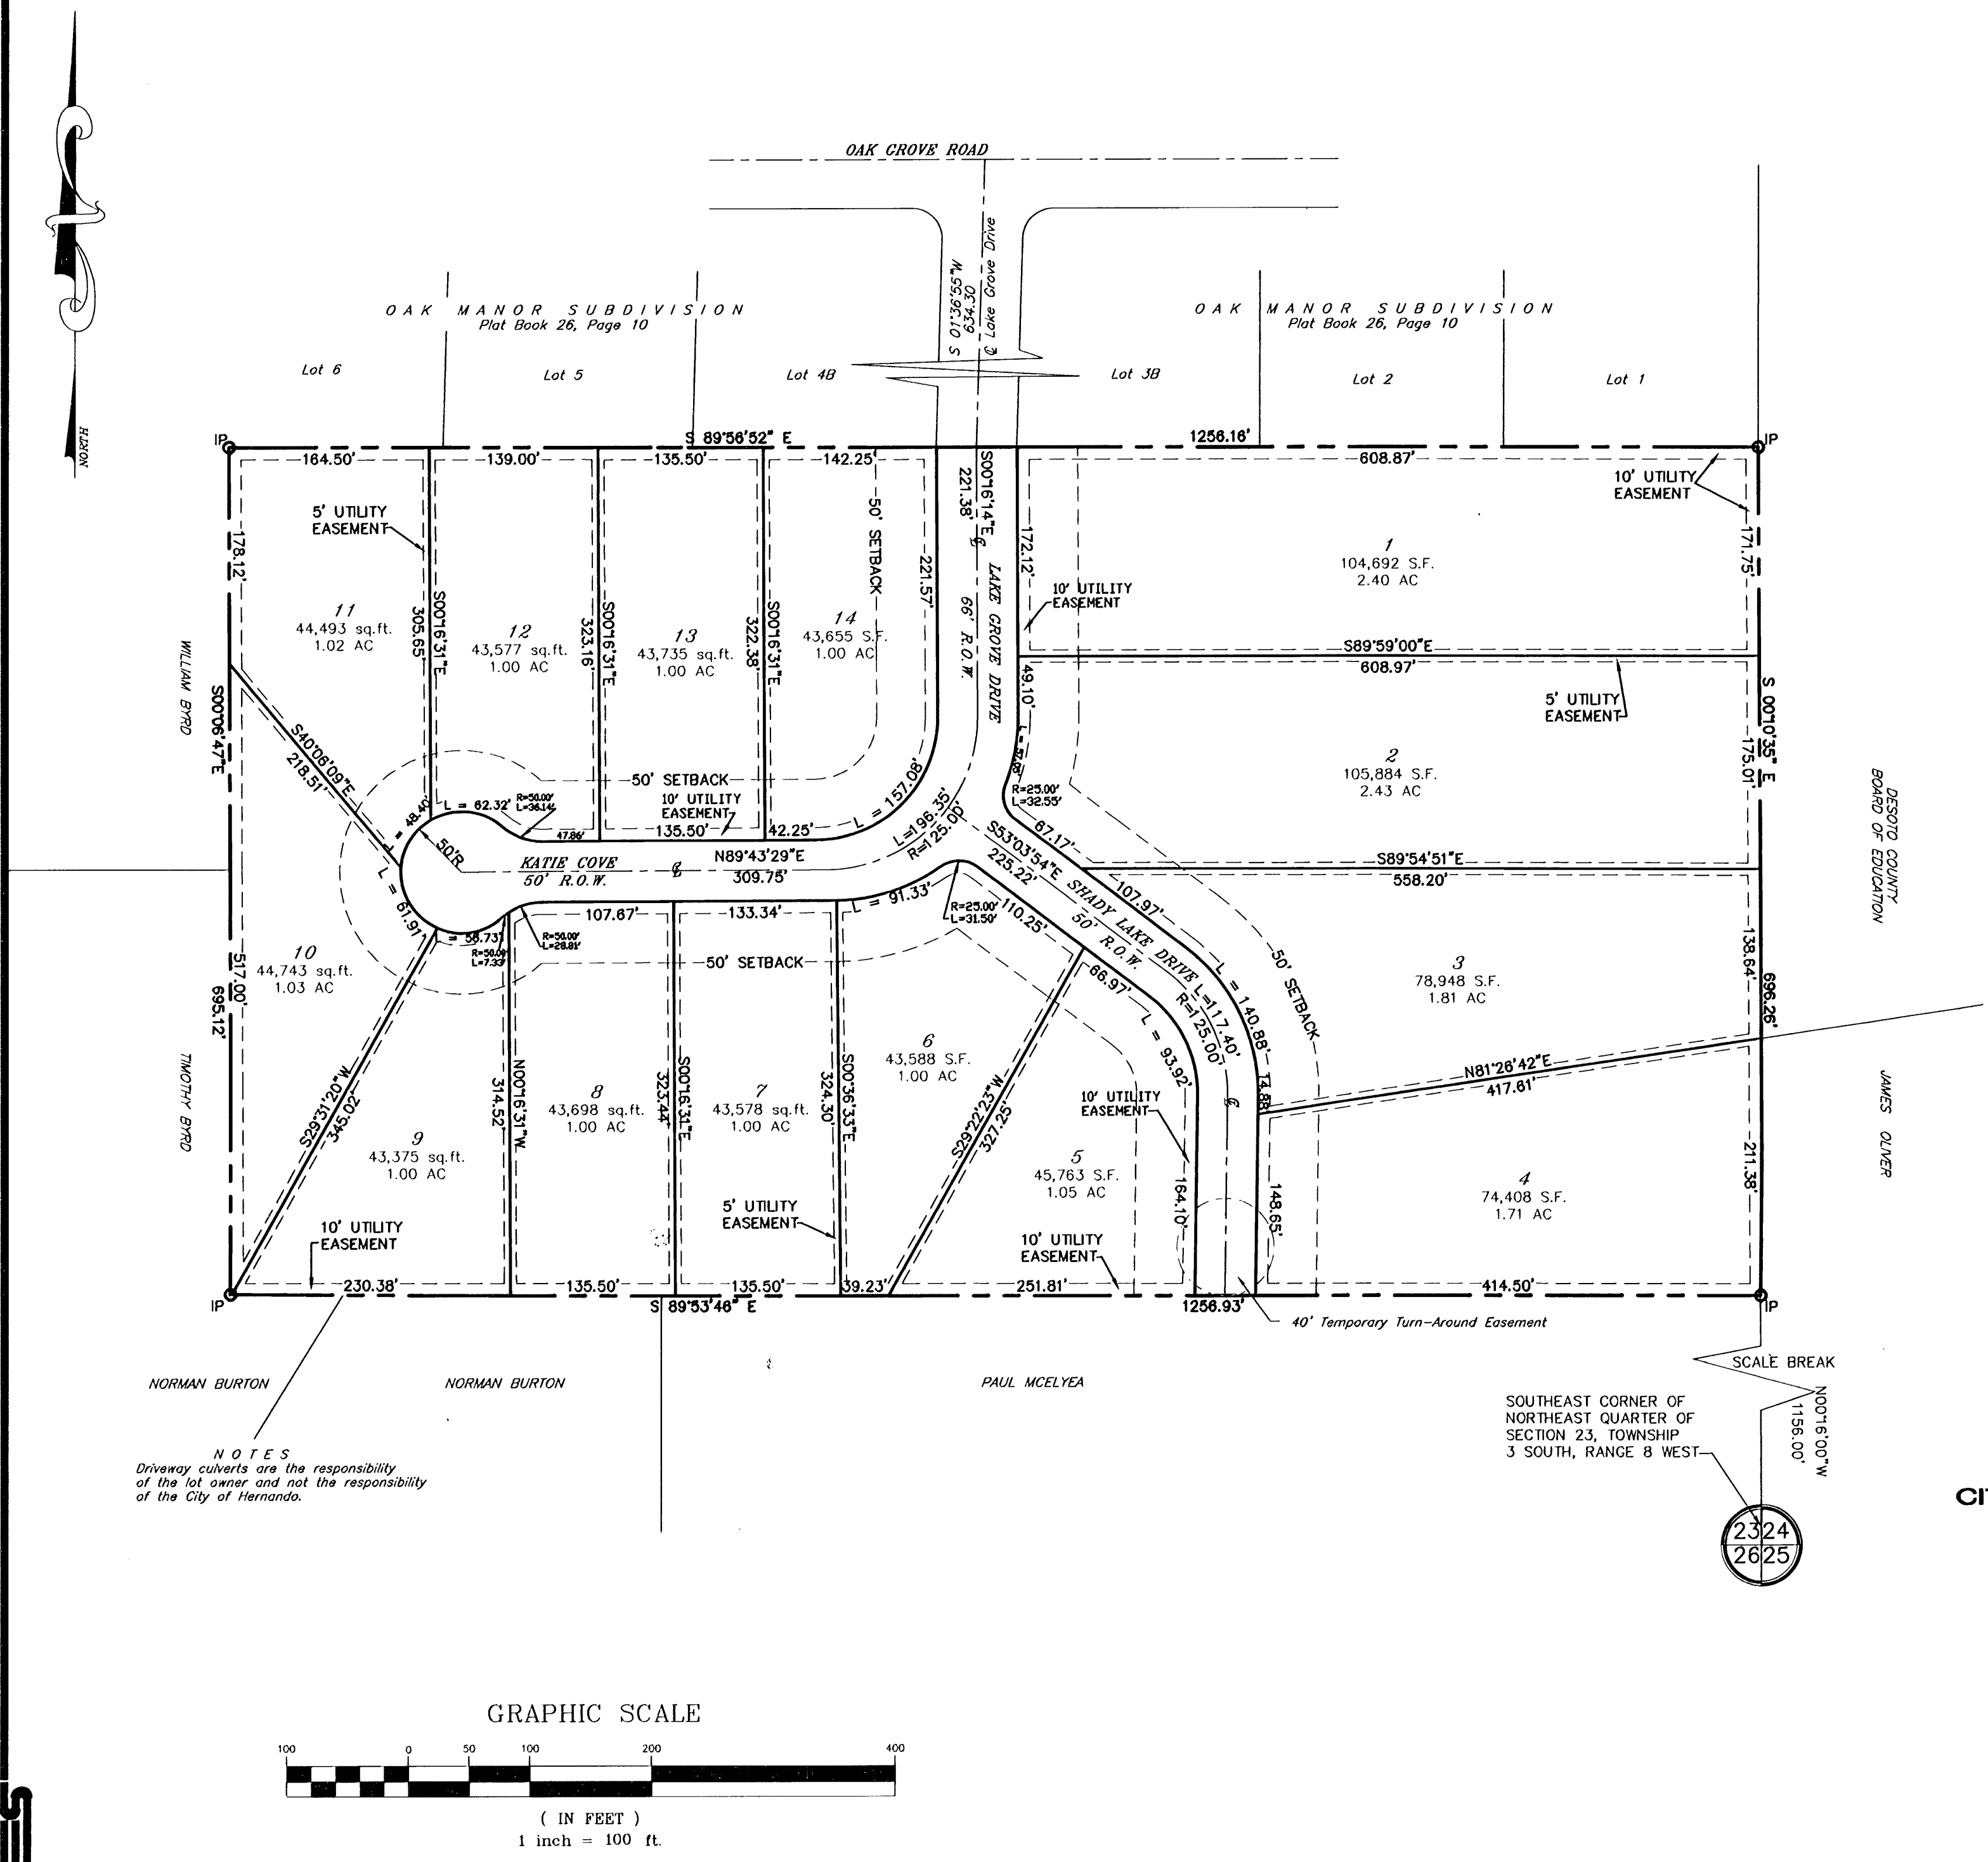 OAK GROVE ROAD
S 01°36'55"W
634.30
℄ Lake Grove Drive
OAK MANOR SUBDIVISION
Plat Book 26, Page 10
OAK MANOR SUBDIVISION
Plat Book 26, Page 10
Lot 6
Lot 5
Lot 4B
Lot 3B
Lot 2
Lot 1
NORTH
IP
S 89°56'52" E
1256.16'
IP
164.50'
139.00'
135.50'
142.25'
608.87'
10' UTILITY
EASEMENT
5' UTILITY
EASEMENT
178.12'
50' SETBACK
221.57'
S00°16'14"E
221.38'
℄
LAKE GROVE DRIVE
66' R.O.W.
172.12'
10' UTILITY
EASEMENT
171.75'
1
104,692 S.F.
2.40 AC
11
44,493 sq.ft.
1.02 AC
S00°16'31"E
305.65'
12
43,577 sq.ft.
1.00 AC
S00°16'31"E
323.16'
13
43,735 sq.ft.
1.00 AC
S00°16'31"E
322.38'
14
43,655 S.F.
1.00 AC
S89°59'00"E
608.97'
49.10'
5' UTILITY
EASEMENT
WILLIAM BYRD
S00°06'47"E
S 00°10'35" E
175.01'
2
105,884 S.F.
2.43 AC
S40°06'09"E
218.51'
50' SETBACK
10' UTILITY
EASEMENT
R=50.00'
L=36.14'
L = 62.32'
L = 48.40'
50'R
47.86'
135.50'
42.25'
L = 157.08'
L=196.35'
R=125.00'
R=25.00'
L=32.55'
67.17'
S53°03'54"E
225.22'
SHADY LAKE DRIVE
50' R.O.W.
107.97'
KATIE COVE
50' R.O.W.
℄
N89°43'29"E
309.75'
S89°54'51"E
558.20'
DESOTO COUNTY
BOARD OF EDUCATION
L = 61.91'
L = 56.73'
R=50.00'
L=7.33'
R=50.00'
L=28.81'
107.67'
133.34'
L = 91.33'
R=25.00'
L=31.50'
110.25'
66.97'
50' SETBACK
50' SETBACK
10
44,743 sq.ft.
1.03 AC
517.00'
695.12'
3
78,948 S.F.
1.81 AC
138.64'
696.26'
L = 140.88'
L=117.40'
R=125.00'
L = 93.92'
14.88'
℄
N81°26'42"E
417.61'
6
43,588 S.F.
1.00 AC
S29°31'20"W
345.02'
N00°16'31"W
314.52'
8
43,698 sq.ft.
1.00 AC
S00°16'31"E
323.47'
7
43,578 sq.ft.
1.00 AC
S00°36'33"E
324.30'
S29°22'23"W
327.25'
10' UTILITY
EASEMENT
TIMOTHY BYRD
JAMES OLIVER
9
43,375 sq.ft.
1.00 AC
5
45,763 S.F.
1.05 AC
164.10'
148.65'
4
74,408 S.F.
1.71 AC
211.38'
10' UTILITY
EASEMENT
5' UTILITY
EASEMENT
10' UTILITY
EASEMENT
230.38'
135.50'
135.50'
39.23'
251.81'
414.50'
IP
S 89°53'46" E
1256.93'
IP
40' Temporary Turn-Around Easement
SCALE BREAK
NORMAN BURTON
NORMAN BURTON
PAUL MCELYEA
N00°16'00"W
1156.00'
SOUTHEAST CORNER OF
NORTHEAST QUARTER OF
SECTION 23, TOWNSHIP
3 SOUTH, RANGE 8 WEST
NOTES
Driveway culverts are the responsibility
of the lot owner and not the responsibility
of the City of Hernando.
23 24
26 25
GRAPHIC SCALE
100 0 50 100 200 400
( IN FEET )
1 inch = 100 ft.